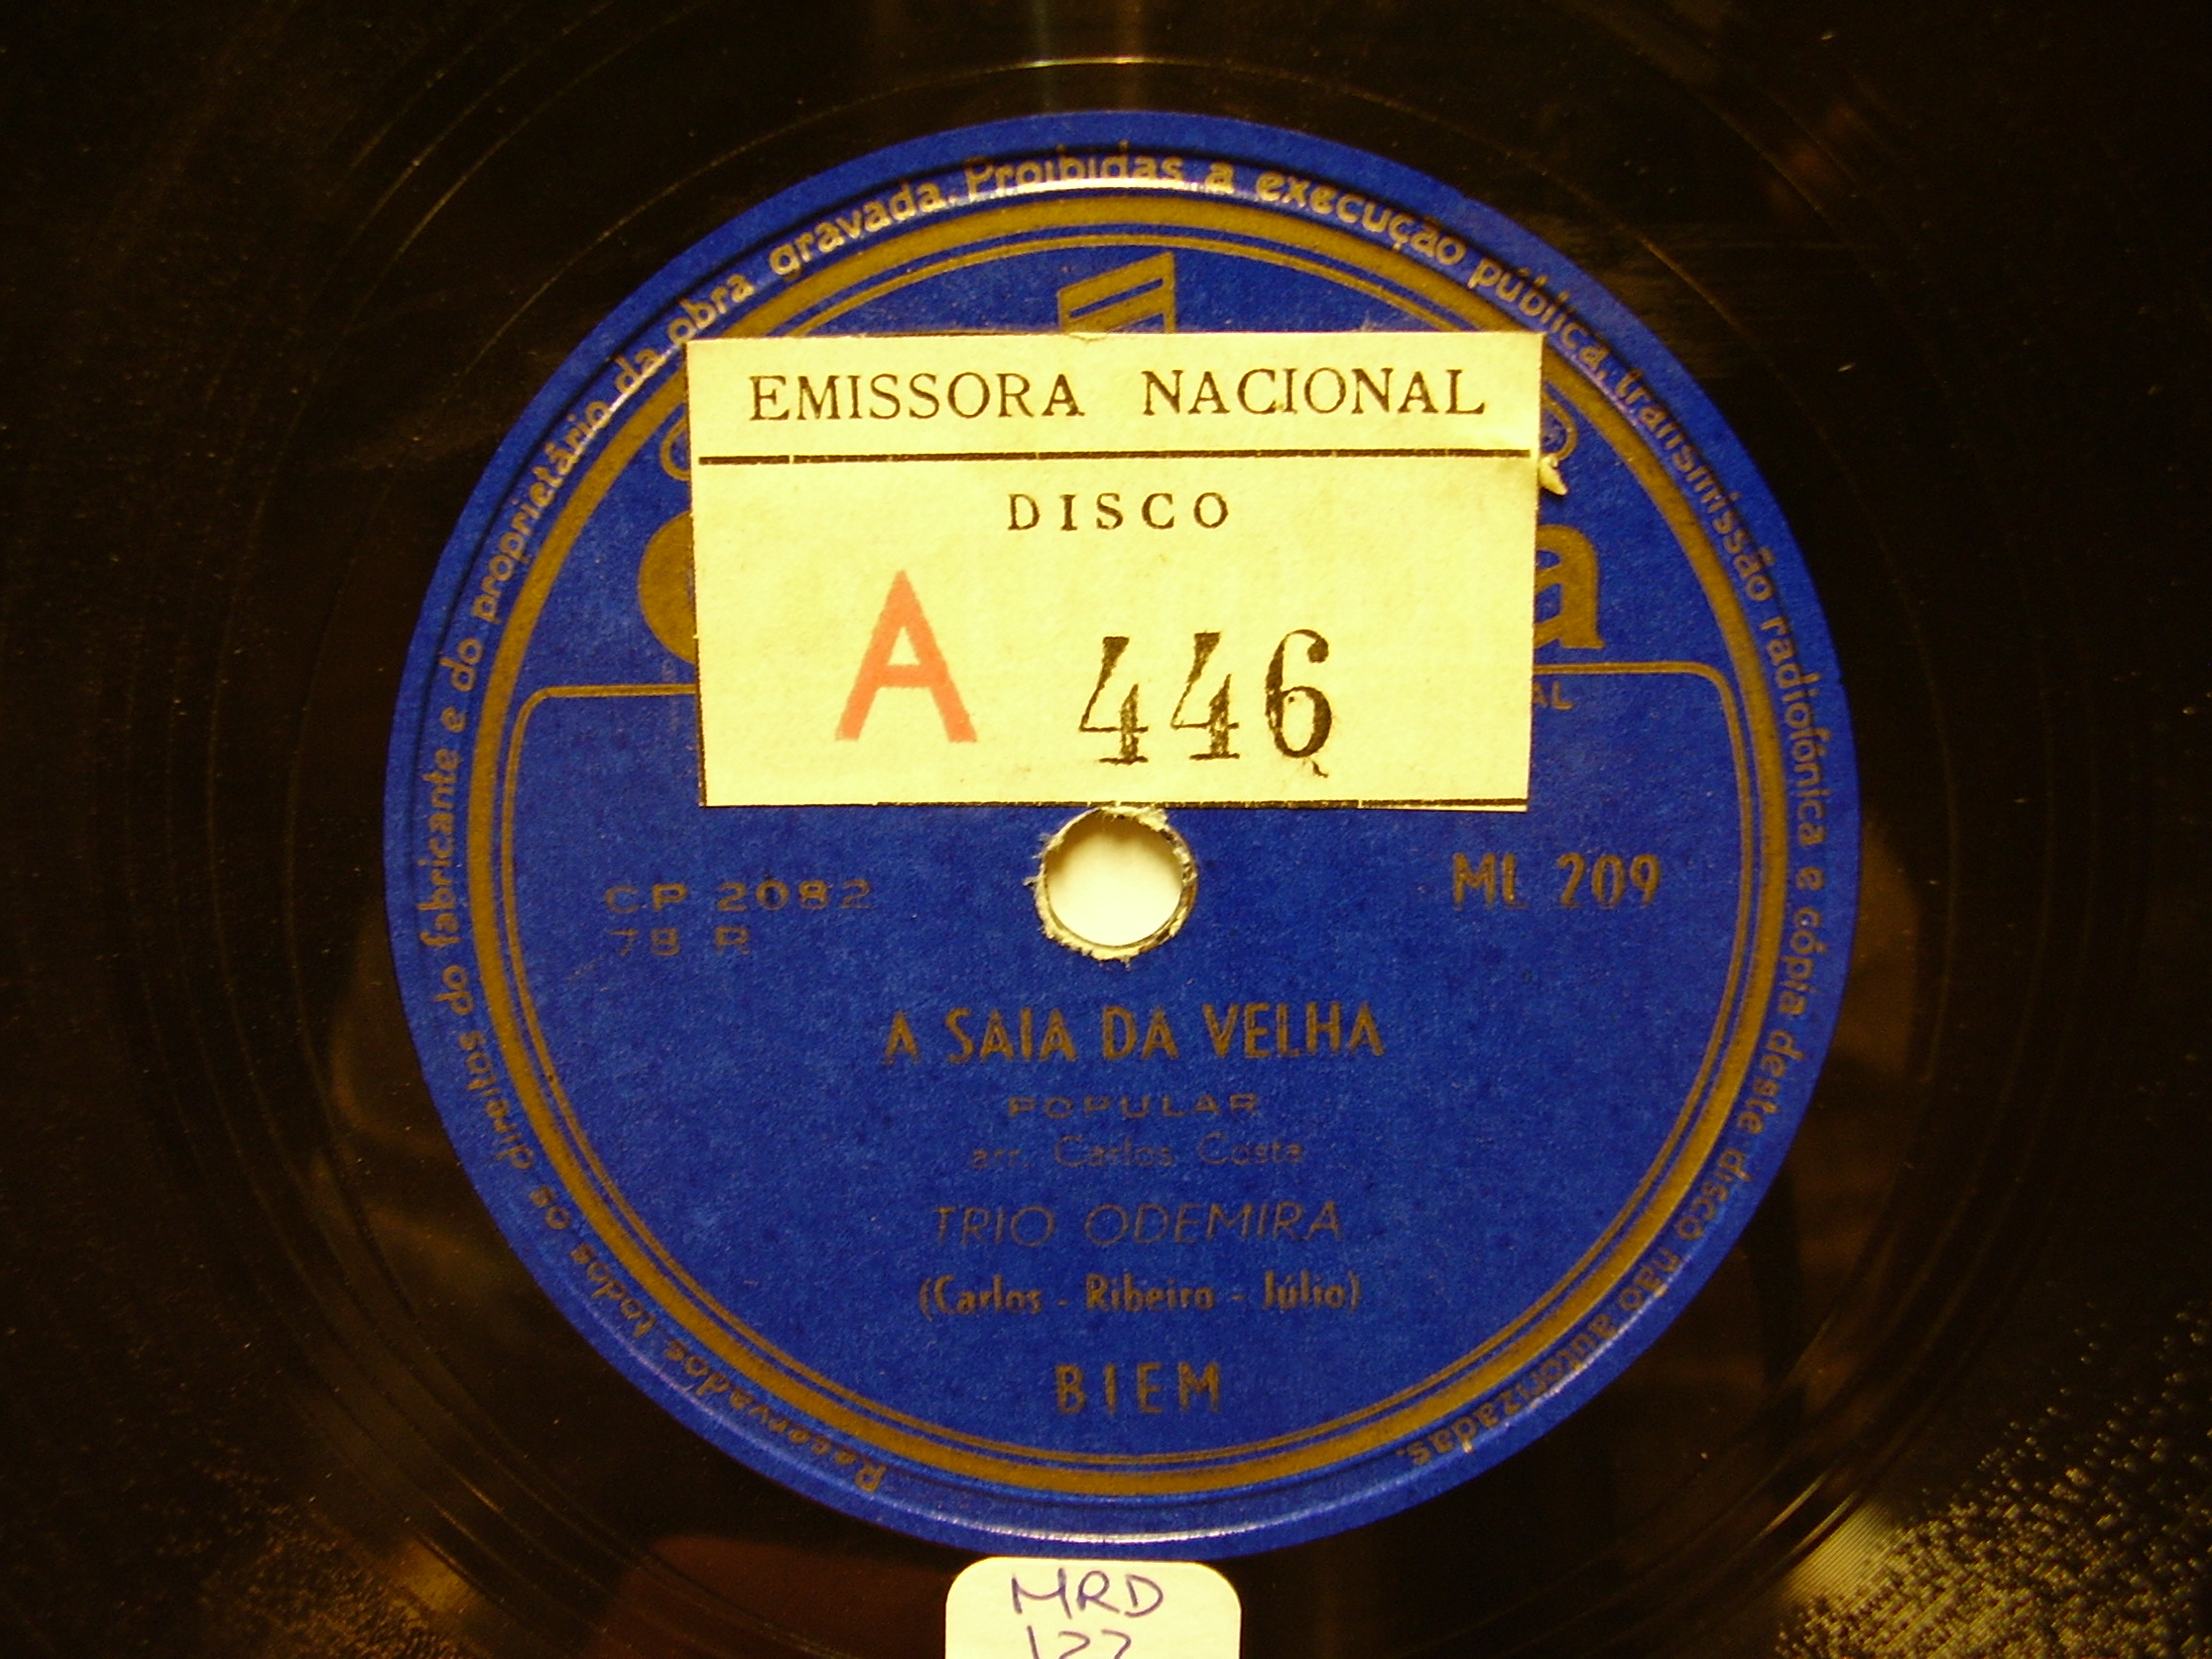 Reservados todos os direitos do fabricante e do proprietário da obra gravada. Proibidas a execução pública, transmissão radiofónica e cópia deste disco não autorizadas.
EMISSORA NACIONAL
DISCO
A 446
CP 2082
78 R
ML 209
A SAIA DA VELHA
POPULAR
arr. Carlos Costa
TRIO ODEMIRA
(Carlos - Ribeiro - Júlio)
BIEM
MRD